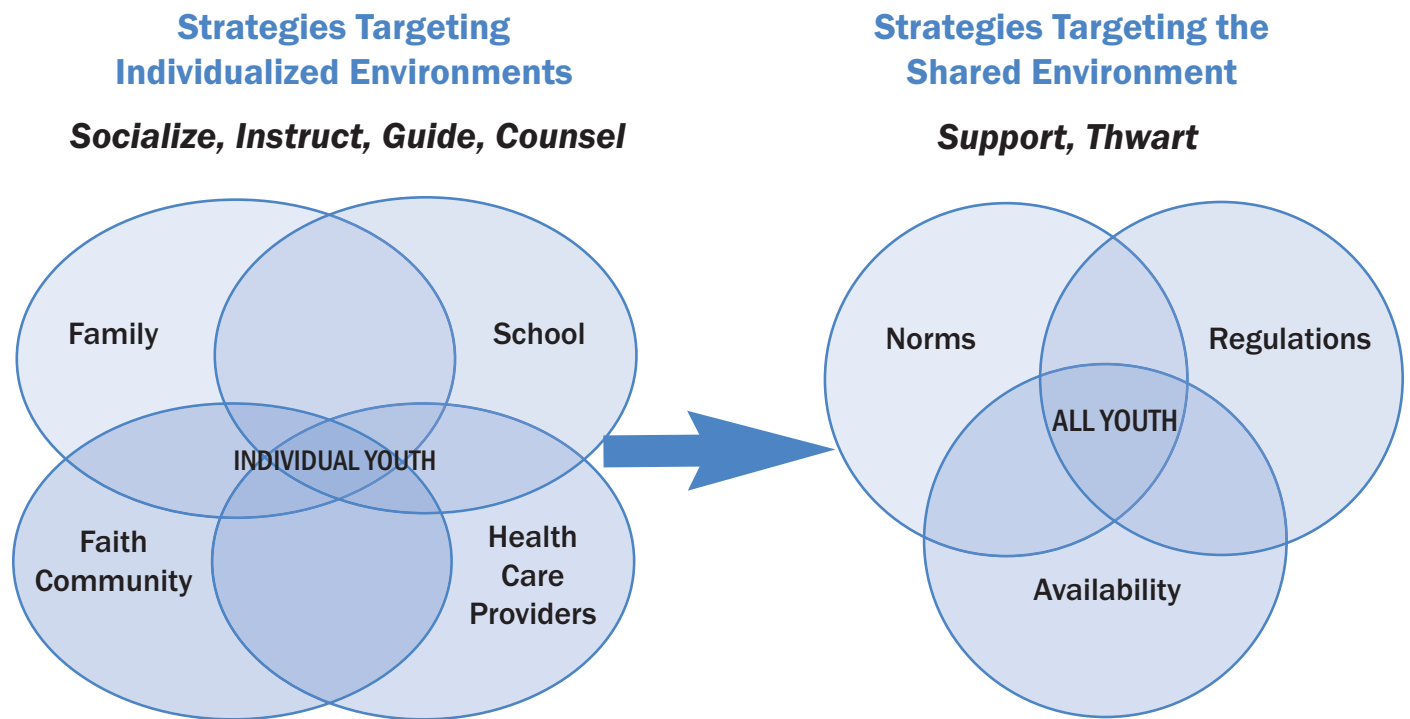 Strategies Targeting
Individualized Environments
Socialize, Instruct, Guide, Counsel
Family
School
INDIVIDUAL YOUTH
Faith
Community
Health
Care
Providers
Strategies Targeting the
Shared Environment
Support, Thwart
Norms
Regulations
ALL YOUTH
Availability